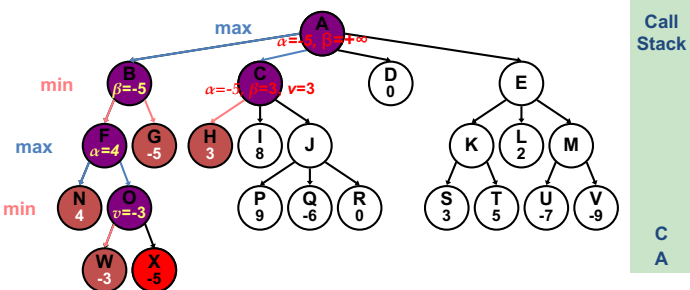 A
α=-5, β=+∞
max
Call
Stack
min
B
β=-5
C
α=-5, β=3, v=3
D
0
E
max
F
α=4
G
-5
H
3
I
8
J
K
L
2
M
min
N
4
O
v=-3
P
9
Q
-6
R
0
S
3
T
5
U
-7
V
-9
W
-3
X
-5
C
A